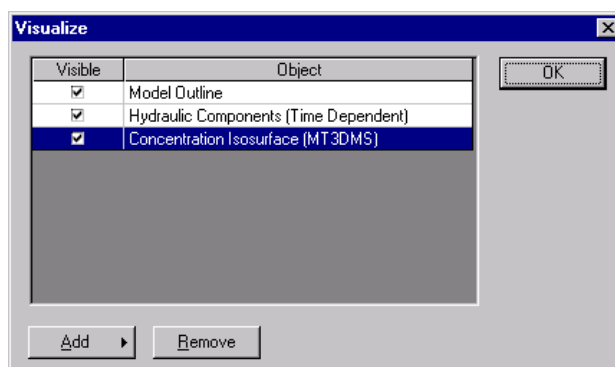 Visualize
Visible Object
Model Outline
Hydraulic Components (Time Dependent)
Concentration Isosurface (MT3DMS)
OK
Add
Remove